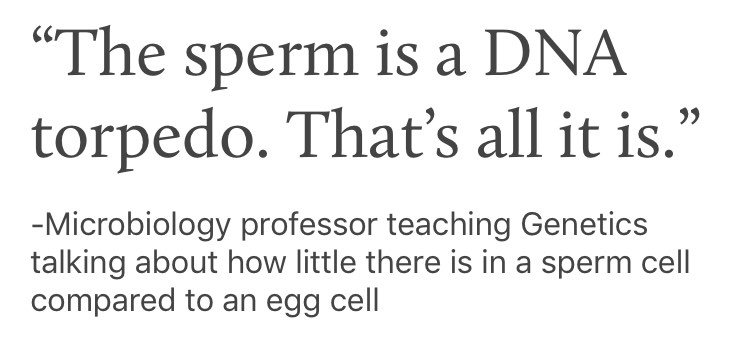 “The sperm is a DNA
torpedo. That’s all it is.”
-Microbiology professor teaching Genetics
talking about how little there is in a sperm cell
compared to an egg cell